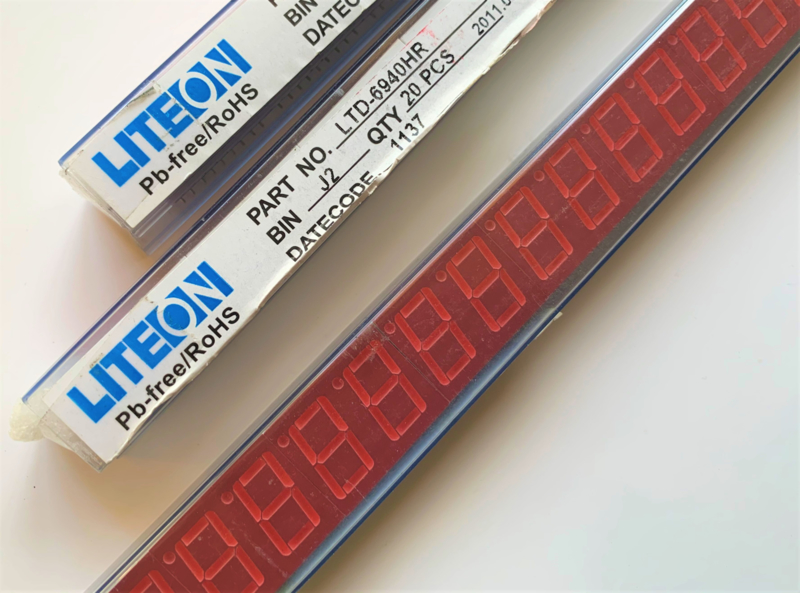 LITEON
Pb-free/RoHS
BIN
LITEON
Pb-free/RoHS
PART NO. LTD-6940HR
BIN J2 QTY 20 PCS
DATECODE 1137